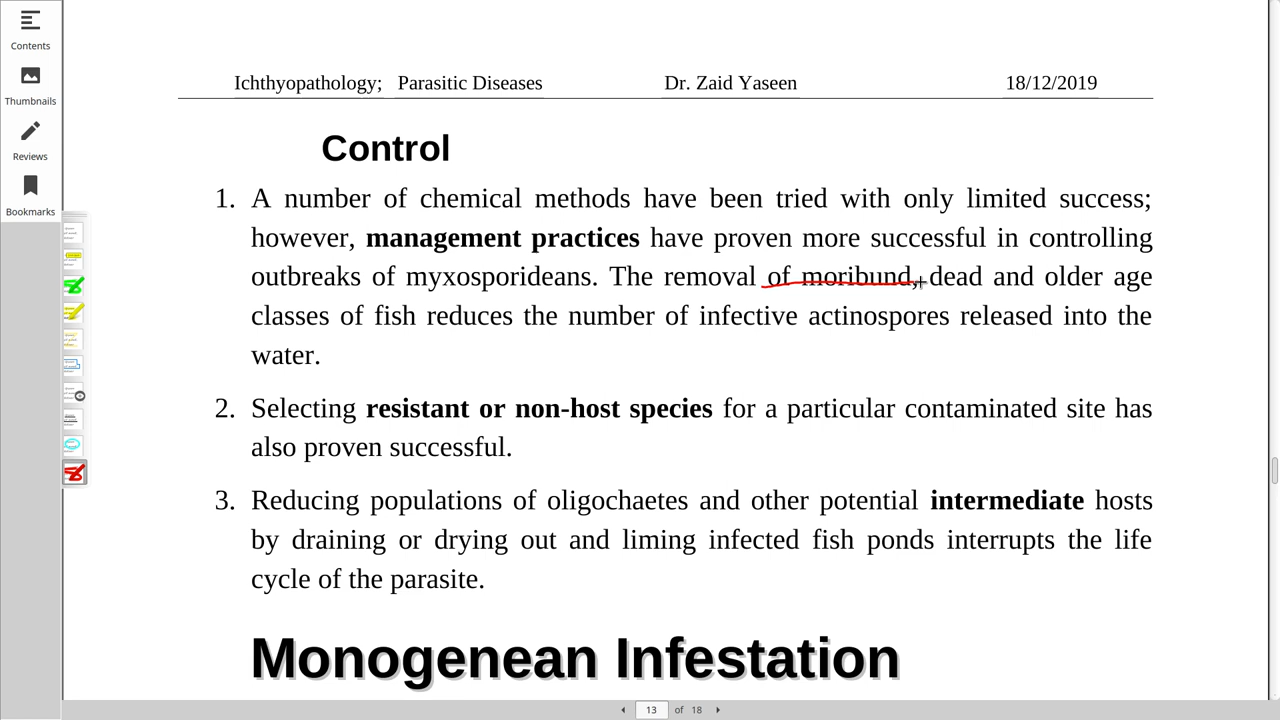 Contents
Thumbnails
Reviews
Bookmarks
Ichthyopathology; Parasitic Diseases Dr. Zaid Yaseen 18/12/2019
Control
1. A number of chemical methods have been tried with only limited success;
however, management practices have proven more successful in controlling
outbreaks of myxosporideans. The removal of moribund, dead and older age
classes of fish reduces the number of infective actinospores released into the
water.
2. Selecting resistant or non-host species for a particular contaminated site has
also proven successful.
3. Reducing populations of oligochaetes and other potential intermediate hosts
by draining or drying out and liming infected fish ponds interrupts the life
cycle of the parasite.
Monogenean Infestation
13 of 18